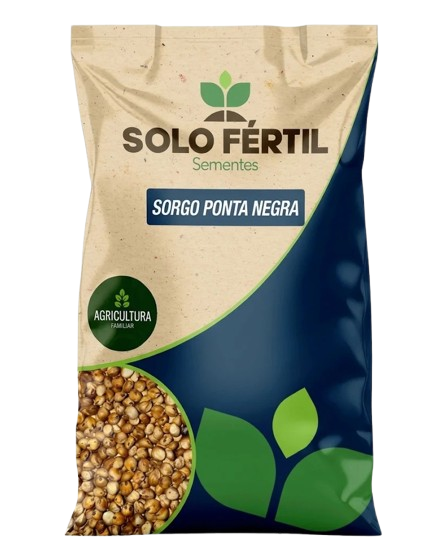 SOLO FÉRTIL
Sementes
SORGO PONTA NEGRA
AGRICULTURA
FAMILIAR